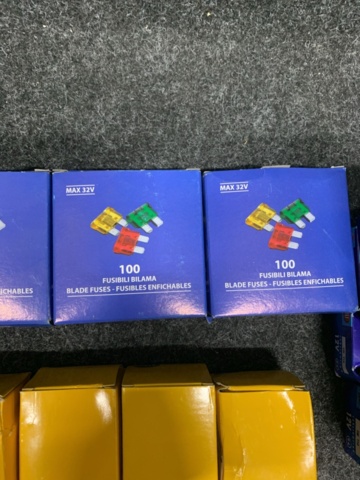 MAX 32V
100
FUSIBILI BILAMA
BLADE FUSES - FUSIBLES ENFICHABLES
MAX 32V
100
FUSIBILI BILAMA
BLADE FUSES - FUSIBLES ENFICHABLES